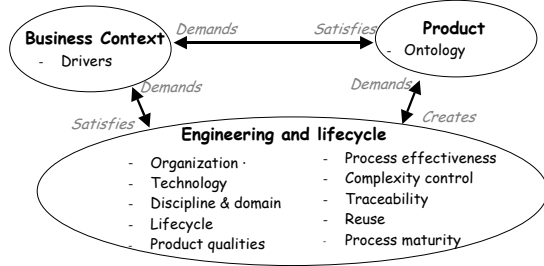 Business Context
- Drivers
Demands
Satisfies
Product
- Ontology
Demands
Satisfies
Demands
Creates
Engineering and lifecycle
- Organization ·
- Technology
- Discipline & domain
- Lifecycle
- Product qualities
- Process effectiveness
- Complexity control
- Traceability
- Reuse
- Process maturity